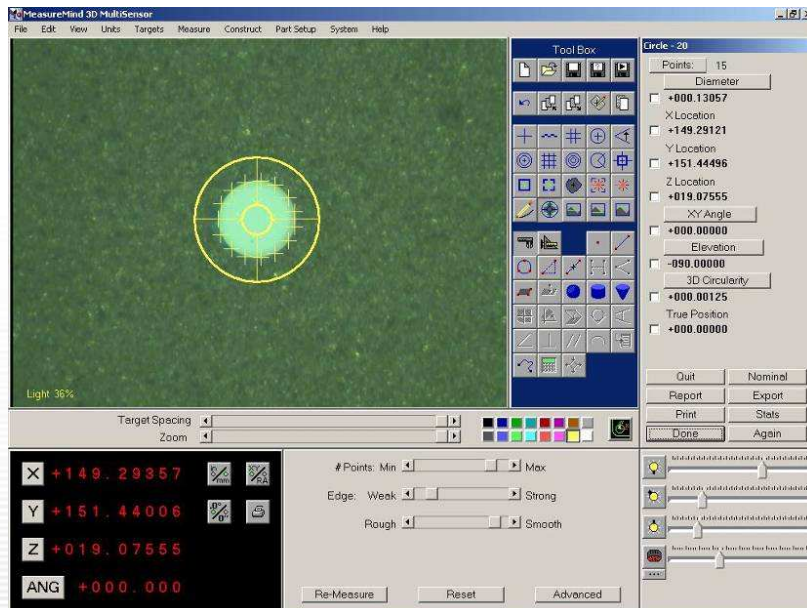 MeasureMind 3D MultiSensor
File Edit View Units Targets Measure Construct Part Setup System Help
Light 36%
Tool Box
Circle - 20
Points: 15
Diameter
+000.13057
X Location
+149.29121
Y Location
+151.44496
Z Location
+019.07555
XY Angle
+000.00000
Elevation
-090.00000
3D Circularity
+000.00125
True Position
+000.00000
Quit Nominal
Report Export
Print Stats
Done Again
Target Spacing
Zoom
X +149.29357
Y +151.44006
Z +019.07555
ANG +000.000
# Points: Min Max
Edge: Weak Strong
Rough Smooth
Re-Measure Reset Advanced